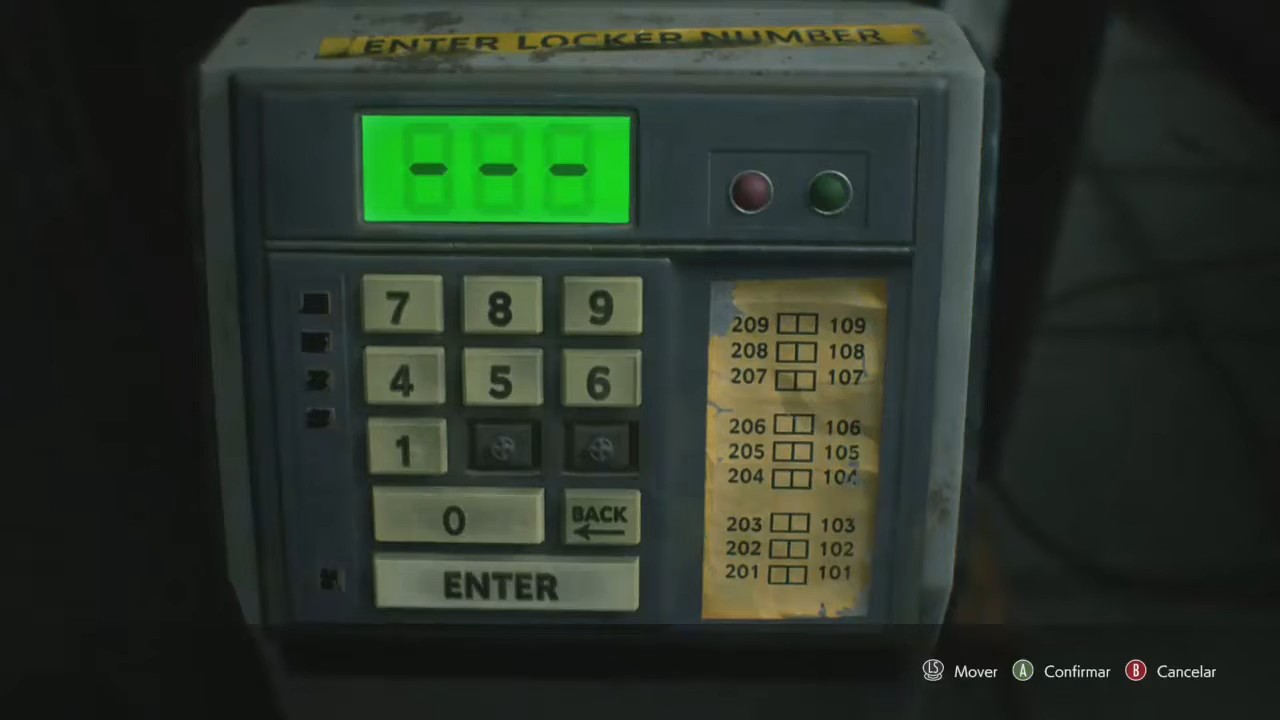 ENTER LOCKER NUMBER
- - -
7 8 9
4 5 6
1
0 BACK
ENTER
209 109
208 108
207 107
206 106
205 105
204 104
203 103
202 102
201 101
LS Mover A Confirmar B Cancelar